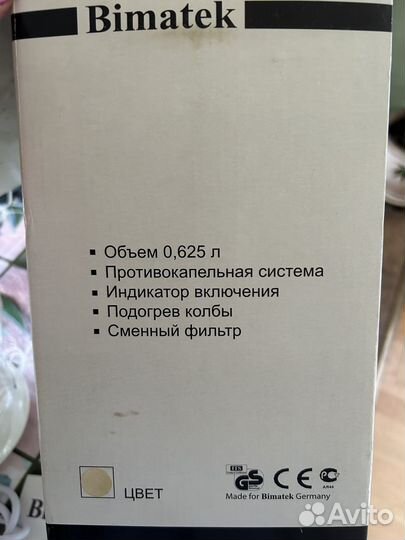 Bimatek
▪ Объем 0,625 л
▪ Противокапельная система
▪ Индикатор включения
▪ Подогрев колбы
▪ Сменный фильтр
ЦВЕТ
GS CE
Made for Bimatek Germany
Avito